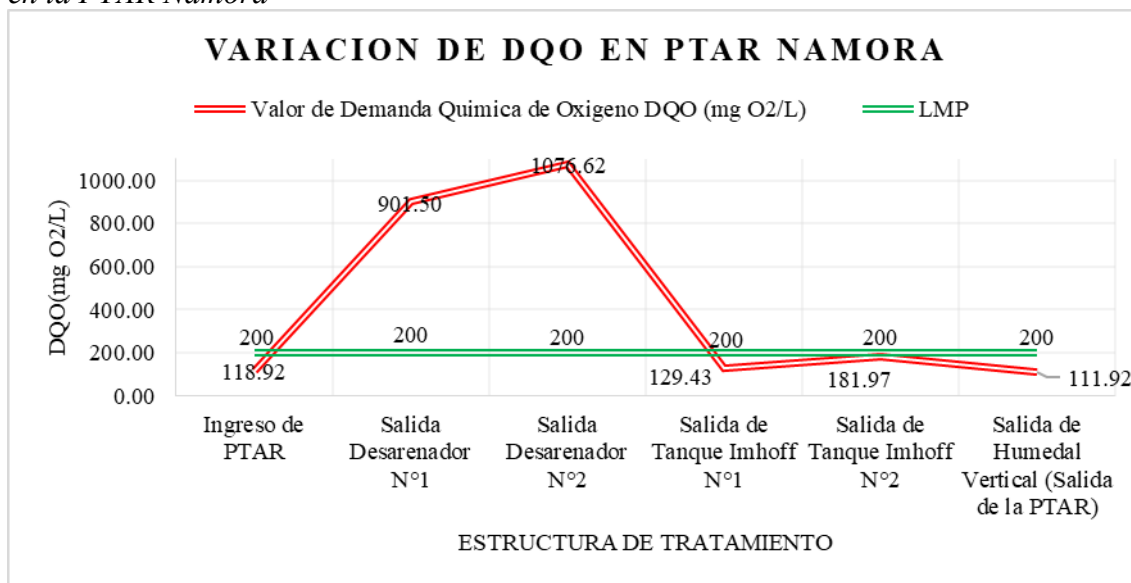 en la PTAR Namora
VARIACION DE DQO EN PTAR NAMORA
Valor de Demanda Quimica de Oxigeno DQO (mg O2/L)
LMP
DQO(mg O2/L)
1000.00
800.00
600.00
400.00
200.00
0.00
118.92
901.50
1076.62
129.43
181.97
111.92
200
200
200
200
200
200
Ingreso de
PTAR
Salida
Desarenador
N°1
Salida
Desarenador
N°2
Salida de
Tanque Imhoff
N°1
Salida de
Tanque Imhoff
N°2
Salida de
Humedal
Vertical (Salida
de la PTAR)
ESTRUCTURA DE TRATAMIENTO